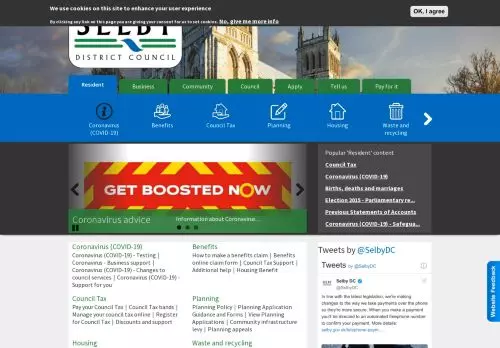 We use cookies on this site to enhance your user experience
By clicking any link on this page you are giving your consent for us to set cookies. No, give me more info
OK, I agree
SELBY
DISTRICT COUNCIL
Resident
Business
Community
Council
Apply
Tell us
Pay for it
Coronavirus (COVID-19)
Benefits
Council Tax
Planning
Housing
Waste and recycling
GET BOOSTED NOW
Coronavirus advice
Information about Coronavirus...
Popular 'Resident' content
Council Tax
Coronavirus (COVID-19)
Births, deaths and marriages
Election 2015 - Parliamentary re...
Previous Statements of Accounts
Coronavirus (COVID-19) - Safegua...
Coronavirus (COVID-19)
Coronavirus (COVID-19) - Testing |
Coronavirus - Business support |
Coronavirus (COVID-19) - Changes to
council services | Coronavirus (COVID-19) -
Support for you
Benefits
How to make a benefits claim | Benefits
online claim form | Council Tax Support |
Additional help | Housing Benefit
Council Tax
Pay your Council Tax | Council Tax bands |
Manage your council tax online | Register
for Council Tax | Discounts and support
Planning
Planning Policy | Planning Application
Guidance and Forms | View Planning
Applications | Community infrastructure
levy | Planning appeals
Housing
Waste and recycling
Tweets by @SelbyDC
Tweets by @SelbyDC
Selby DC
@SelbyDC
In line with the latest legislation, we're making
changes to the way we take payments over the phone
so they're more secure. When you make a payment
you'll be directed to an automated telephone number
to confirm your payment. More details:
selby.gov.uk/telephone-paym...
Website Feedback